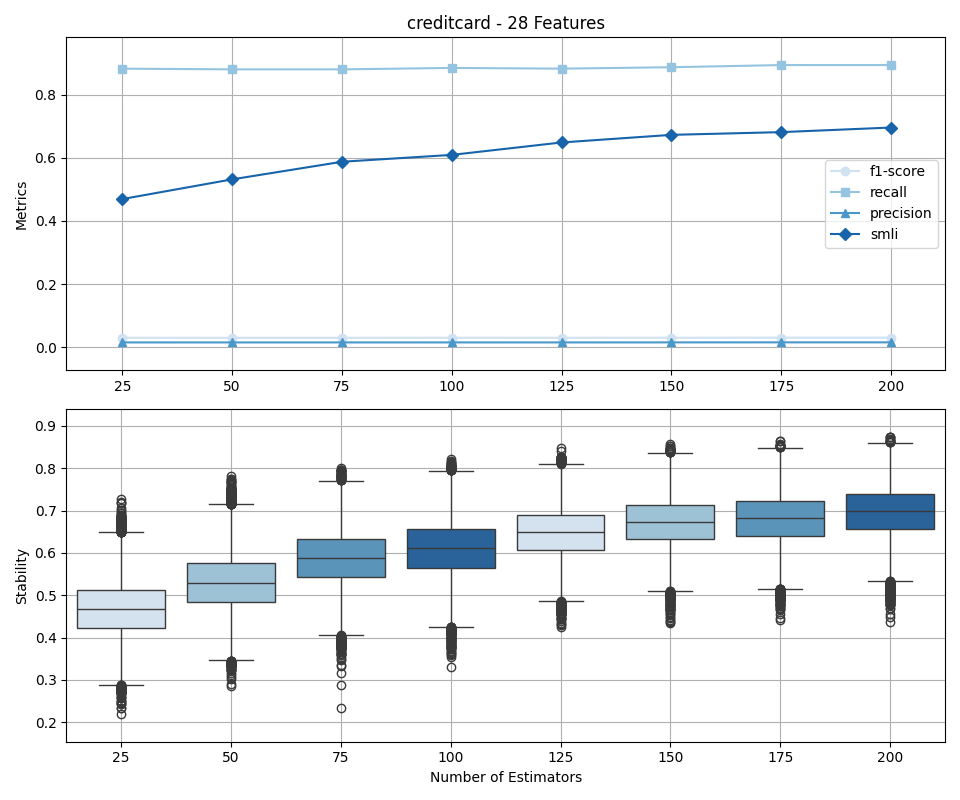 creditcard - 28 Features
Metrics
0.8
0.6
0.4
0.2
0.0
f1-score
recall
precision
smli
25 50 75 100 125 150 175 200
Stability
0.9
0.8
0.7
0.6
0.5
0.4
0.3
0.2
25 50 75 100 125 150 175 200
Number of Estimators